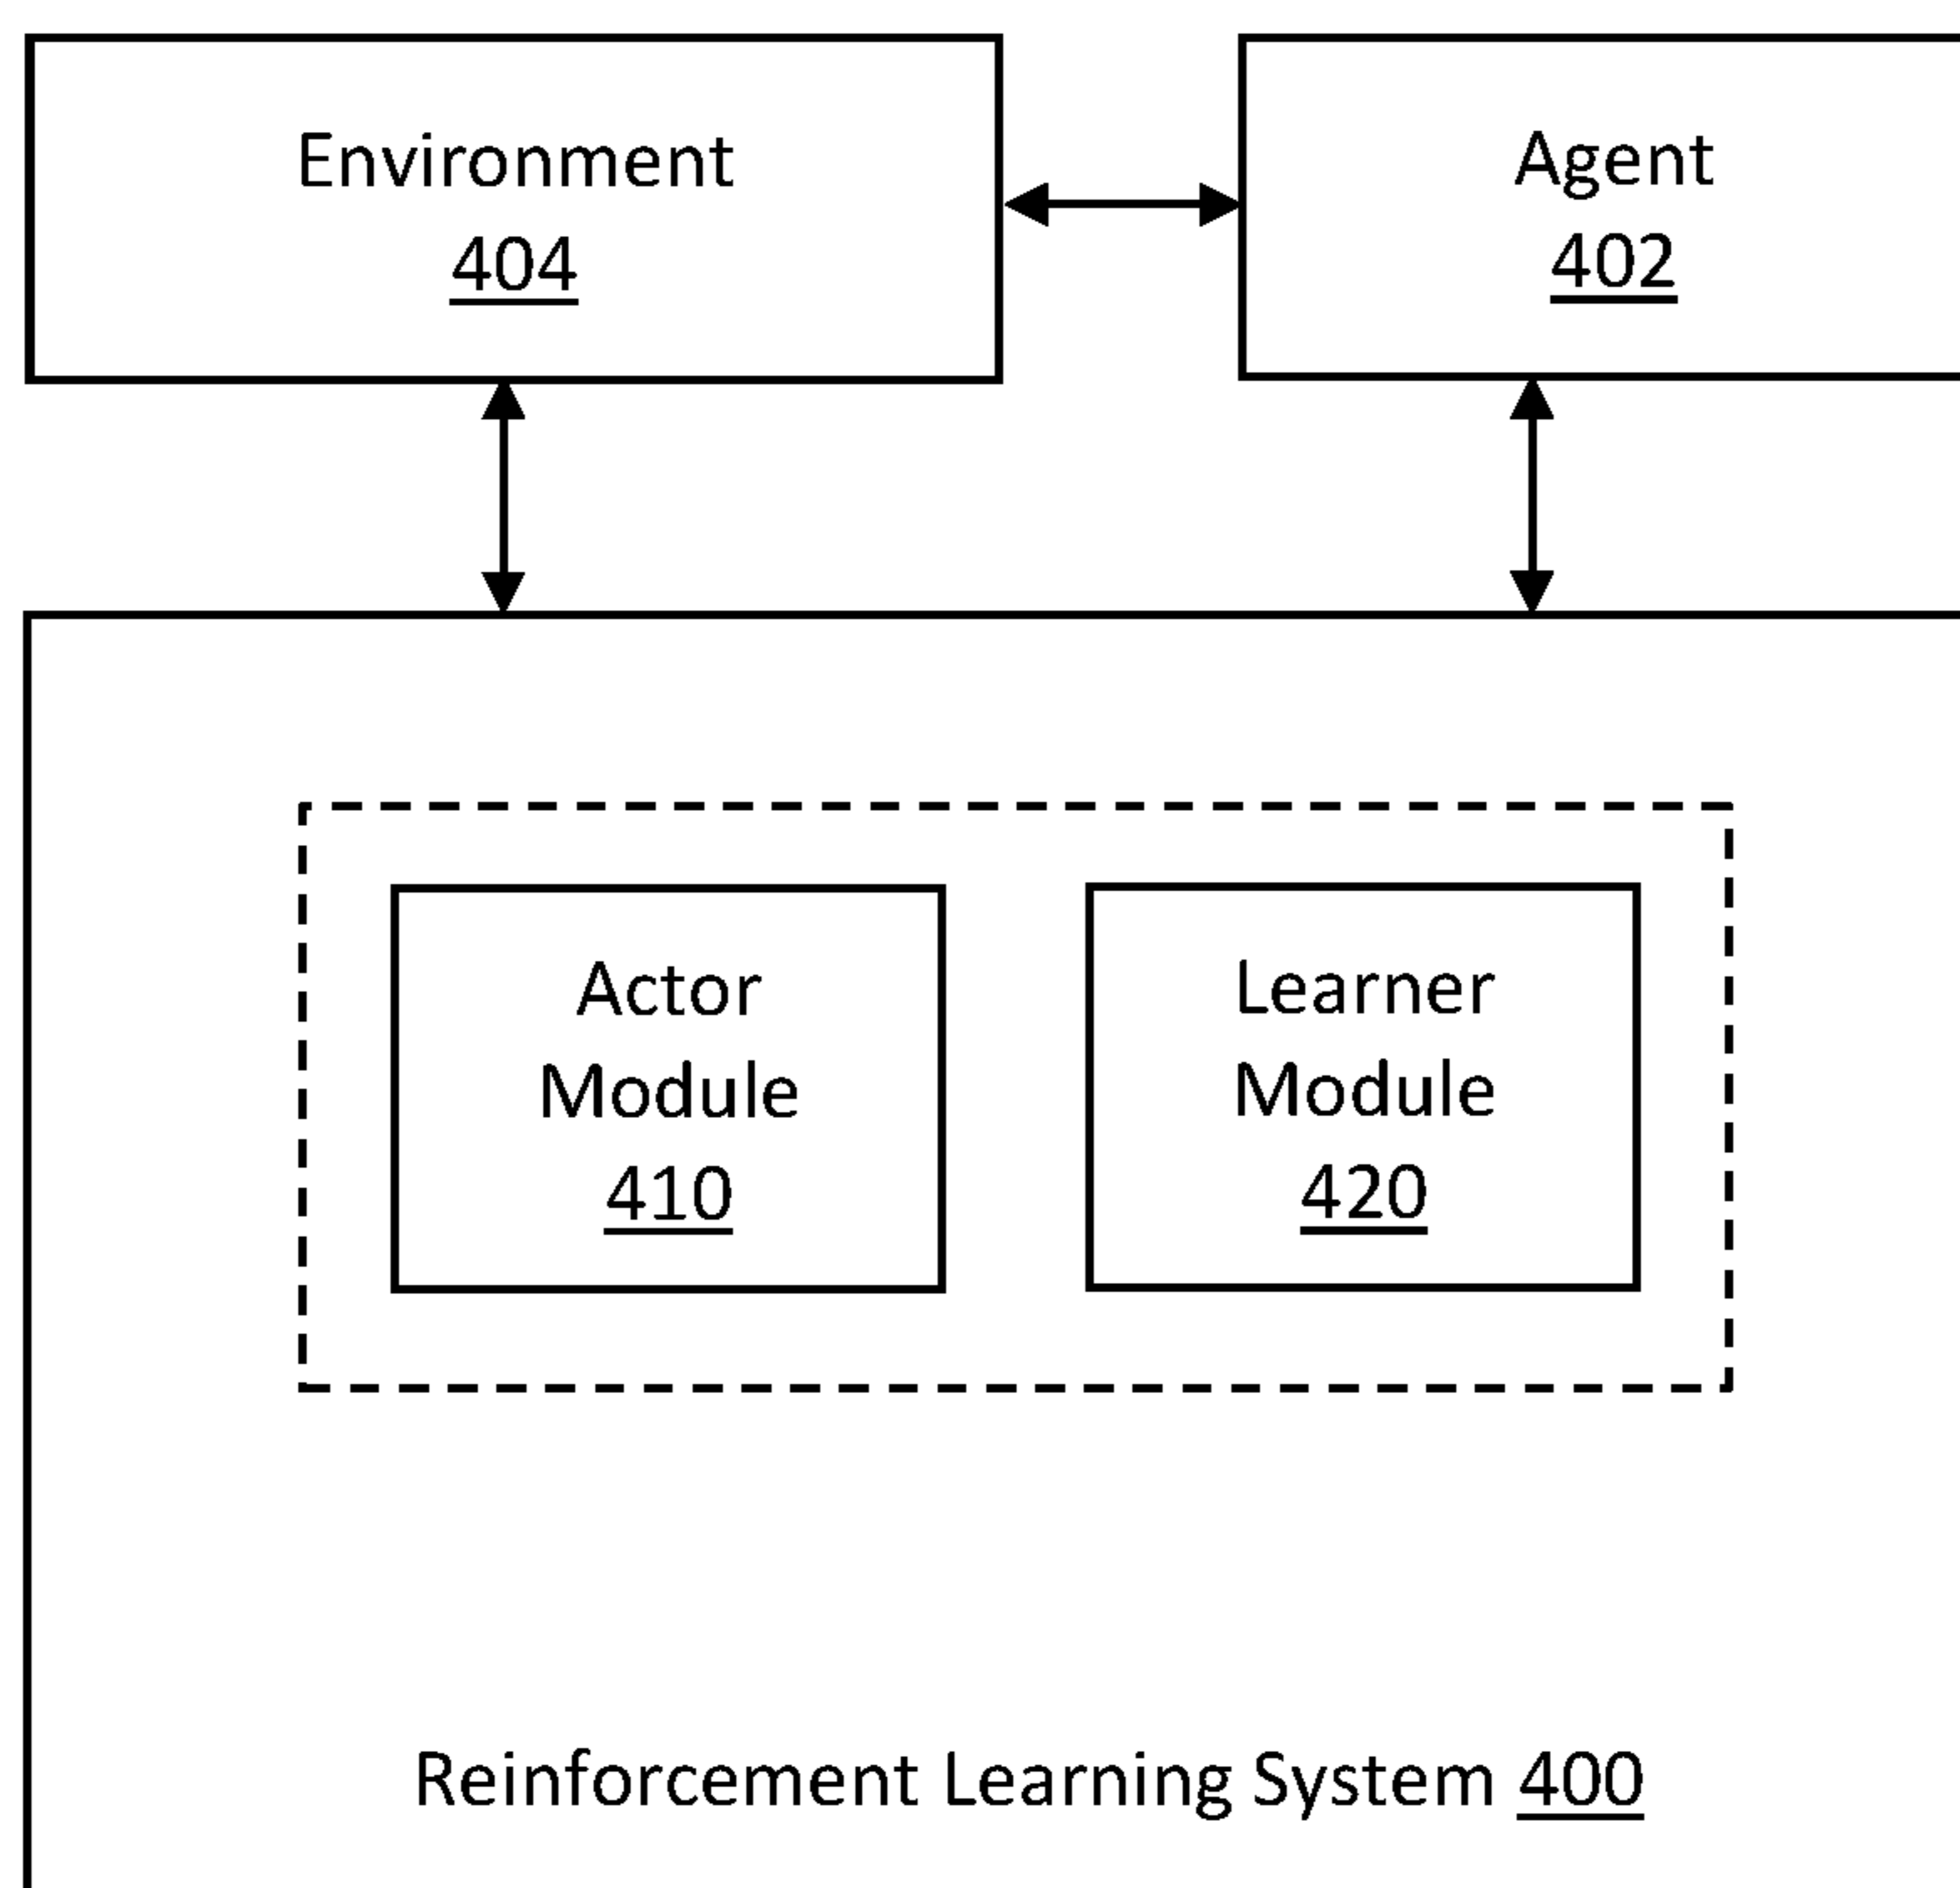 Environment
404
Agent
402
Actor
Module
410
Learner
Module
420
Reinforcement Learning System 400